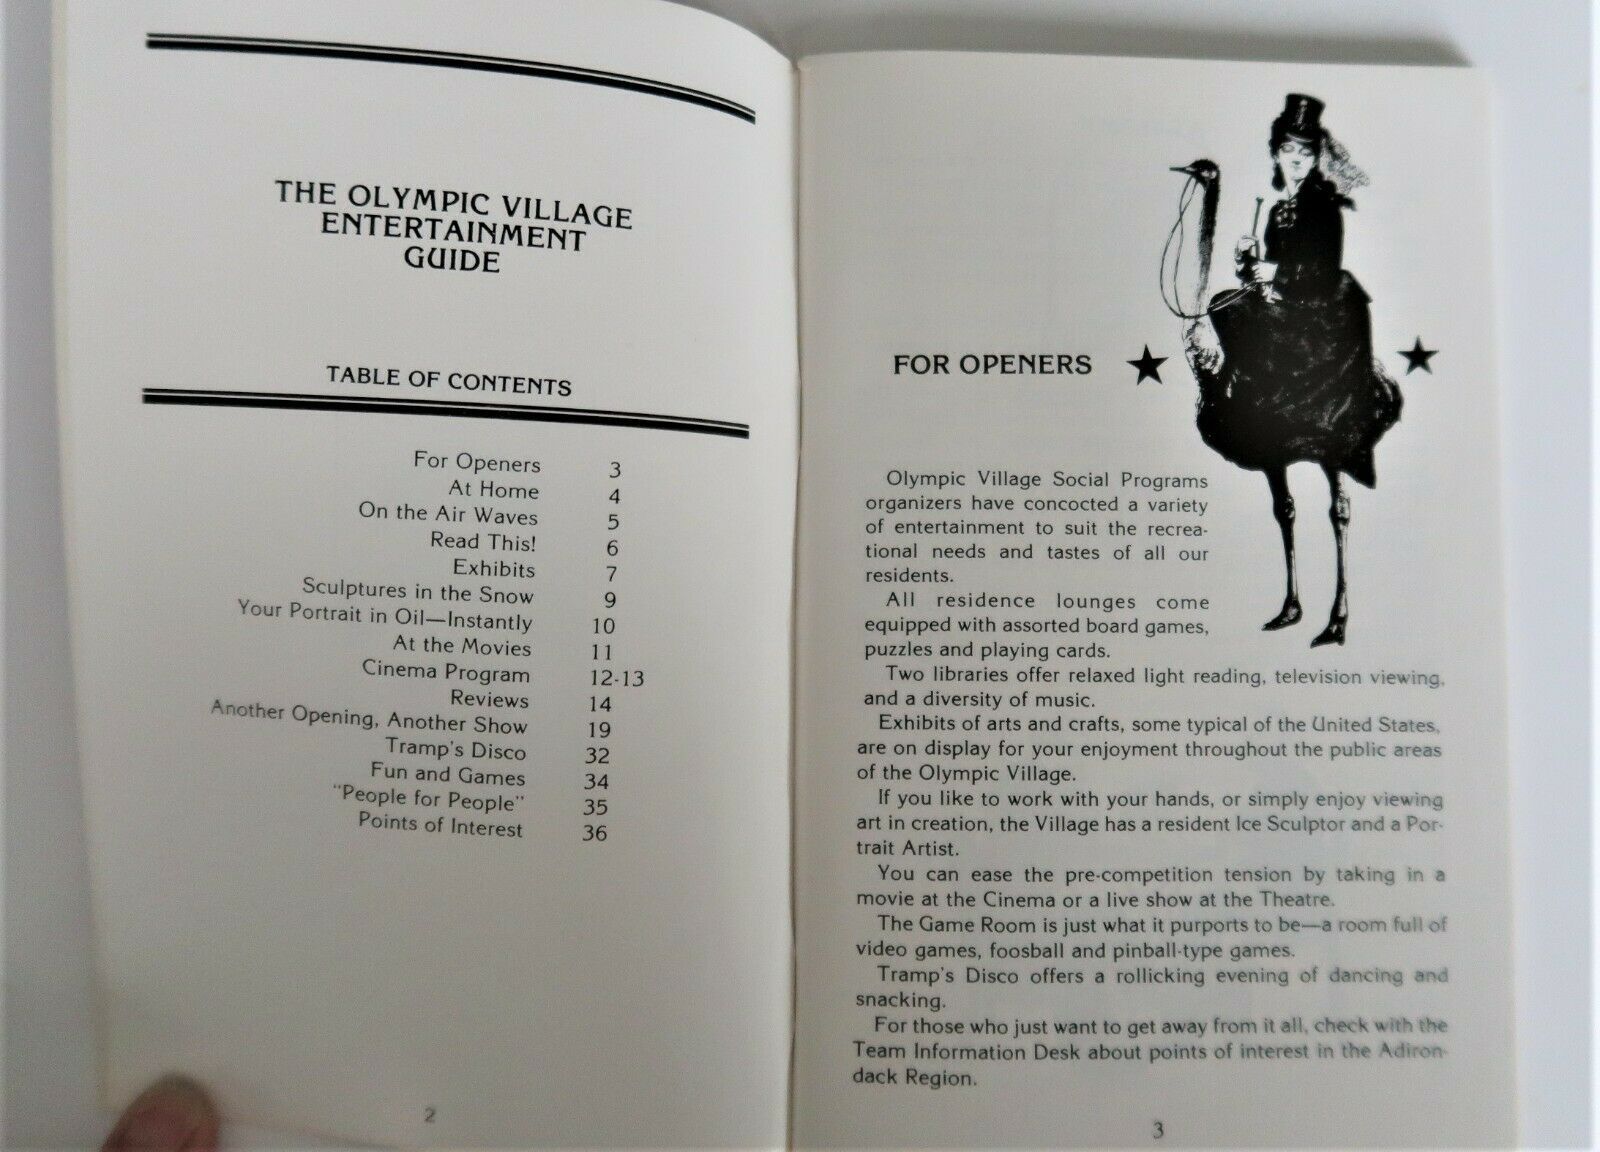 THE OLYMPIC VILLAGE
ENTERTAINMENT
GUIDE
TABLE OF CONTENTS
For Openers 3
At Home 4
On the Air Waves 5
Read This! 6
Exhibits 7
Sculptures in the Snow 9
Your Portrait in Oil—Instantly 10
At the Movies 11
Cinema Program 12-13
Reviews 14
Another Opening, Another Show 19
Tramp's Disco 32
Fun and Games 34
"People for People" 35
Points of Interest 36
2
FOR OPENERS
Olympic Village Social Programs
organizers have concocted a variety
of entertainment to suit the recrea-
tional needs and tastes of all our
residents.
All residence lounges come
equipped with assorted board games,
puzzles and playing cards.
Two libraries offer relaxed light reading, television viewing,
and a diversity of music.
Exhibits of arts and crafts, some typical of the United States,
are on display for your enjoyment throughout the public areas
of the Olympic Village.
If you like to work with your hands, or simply enjoy viewing
art in creation, the Village has a resident Ice Sculptor and a Por-
trait Artist.
You can ease the pre-competition tension by taking in a
movie at the Cinema or a live show at the Theatre.
The Game Room is just what it purports to be—a room full of
video games, foosball and pinball-type games.
Tramp's Disco offers a rollicking evening of dancing and
snacking.
For those who just want to get away from it all, check with the
Team Information Desk about points of interest in the Adiron-
dack Region.
3